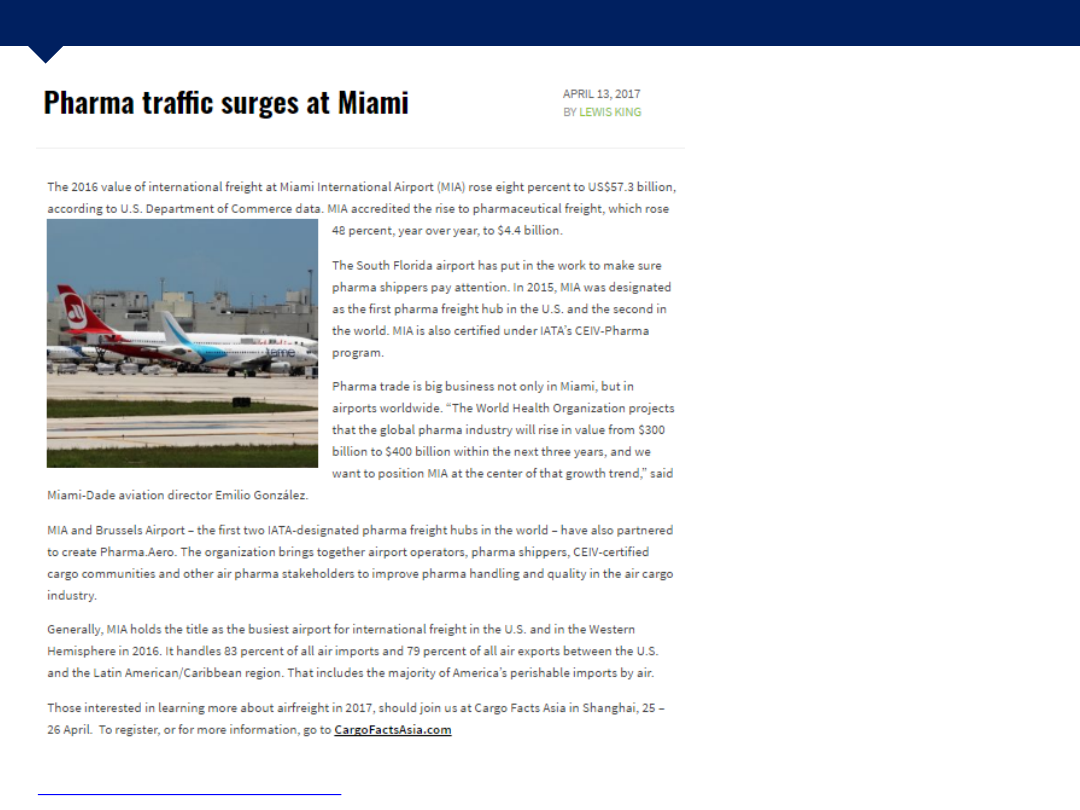 Pharma traffic surges at Miami
APRIL 13, 2017
BY LEWIS KING
The 2016 value of international freight at Miami International Airport (MIA) rose eight percent to US$57.3 billion,
according to U.S. Department of Commerce data. MIA accredited the rise to pharmaceutical freight, which rose
48 percent, year over year, to $4.4 billion.
The South Florida airport has put in the work to make sure
pharma shippers pay attention. In 2015, MIA was designated
as the first pharma freight hub in the U.S. and the second in
the world. MIA is also certified under IATA's CEIV-Pharma
program.
Pharma trade is big business not only in Miami, but in
airports worldwide. “The World Health Organization projects
that the global pharma industry will rise in value from $300
billion to $400 billion within the next three years, and we
want to position MIA at the center of that growth trend,” said
Miami-Dade aviation director Emilio González.
MIA and Brussels Airport – the first two IATA-designated pharma freight hubs in the world – have also partnered
to create Pharma.Aero. The organization brings together airport operators, pharma shippers, CEIV-certified
cargo communities and other air pharma stakeholders to improve pharma handling and quality in the air cargo
industry.
Generally, MIA holds the title as the busiest airport for international freight in the U.S. and in the Western
Hemisphere in 2016. It handles 83 percent of all air imports and 79 percent of all air exports between the U.S.
and the Latin American/Caribbean region. That includes the majority of America's perishable imports by air.
Those interested in learning more about airfreight in 2017, should join us at Cargo Facts Asia in Shanghai, 25 –
26 April. To register, or for more information, go to CargoFactsAsia.com